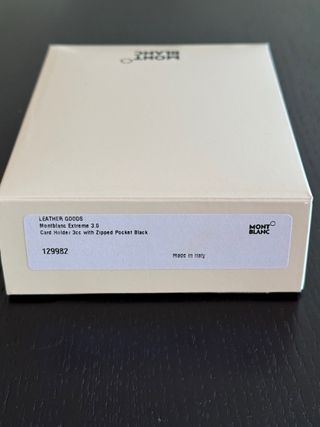 MONT
BLANC
LEATHER GOODS
Montblanc Extreme 3.0
Card Holder 3cc with Zipped Pocket Black
129982
Made in Italy
MONT
BLANC